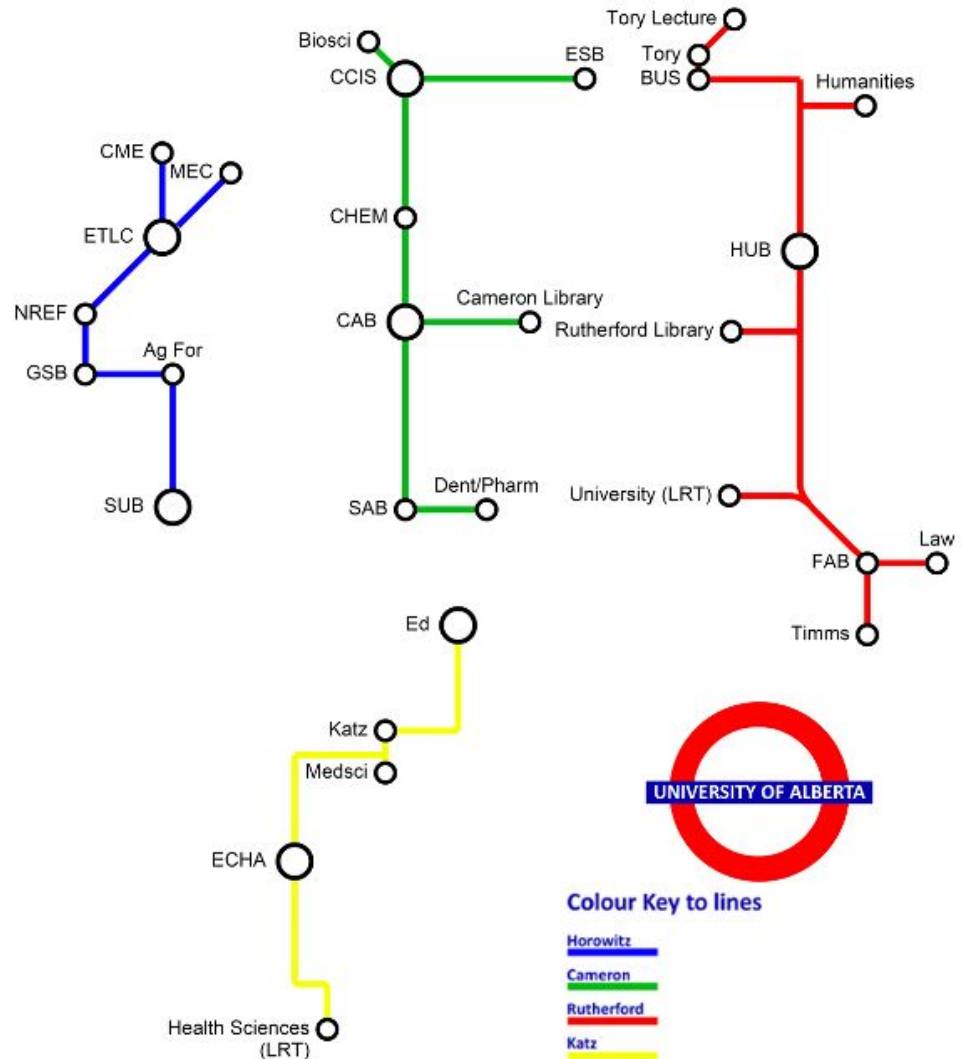 Tory Lecture
Biosci
ESB
Tory
CCIS
BUS
Humanities
CME
MEC
CHEM
ETLC
HUB
Cameron Library
NREF
CAB
Rutherford Library
Ag For
GSB
Dent/Pharm
University (LRT)
SUB
SAB
Law
FAB
Ed
Timms
Katz
Medsci
UNIVERSITY OF ALBERTA
ECHA
Colour Key to lines
Horowitz
Cameron
Rutherford
Health Sciences
(LRT)
Katz